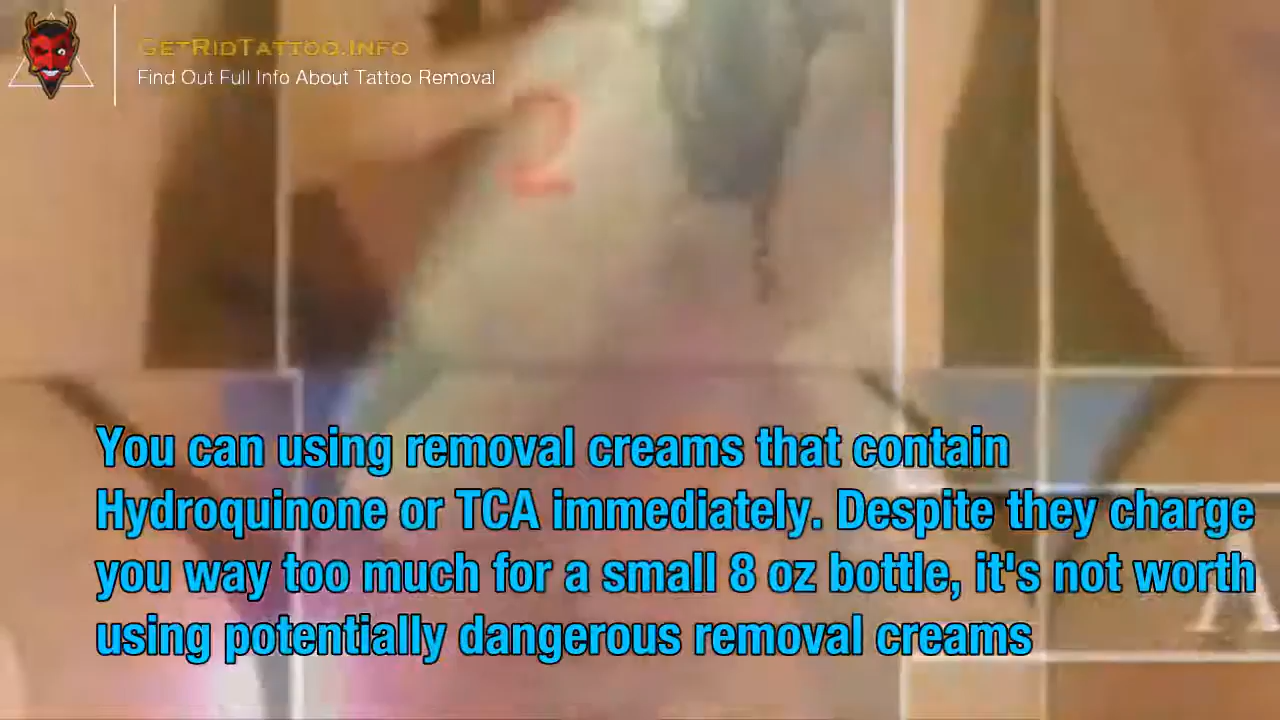 GetRidTattoo.Info
Find Out Full Info About Tattoo Removal
2
You can using removal creams that contain
Hydroquinone or TCA immediately. Despite they charge
you way too much for a small 8 oz bottle, it's not worth
using potentially dangerous removal creams